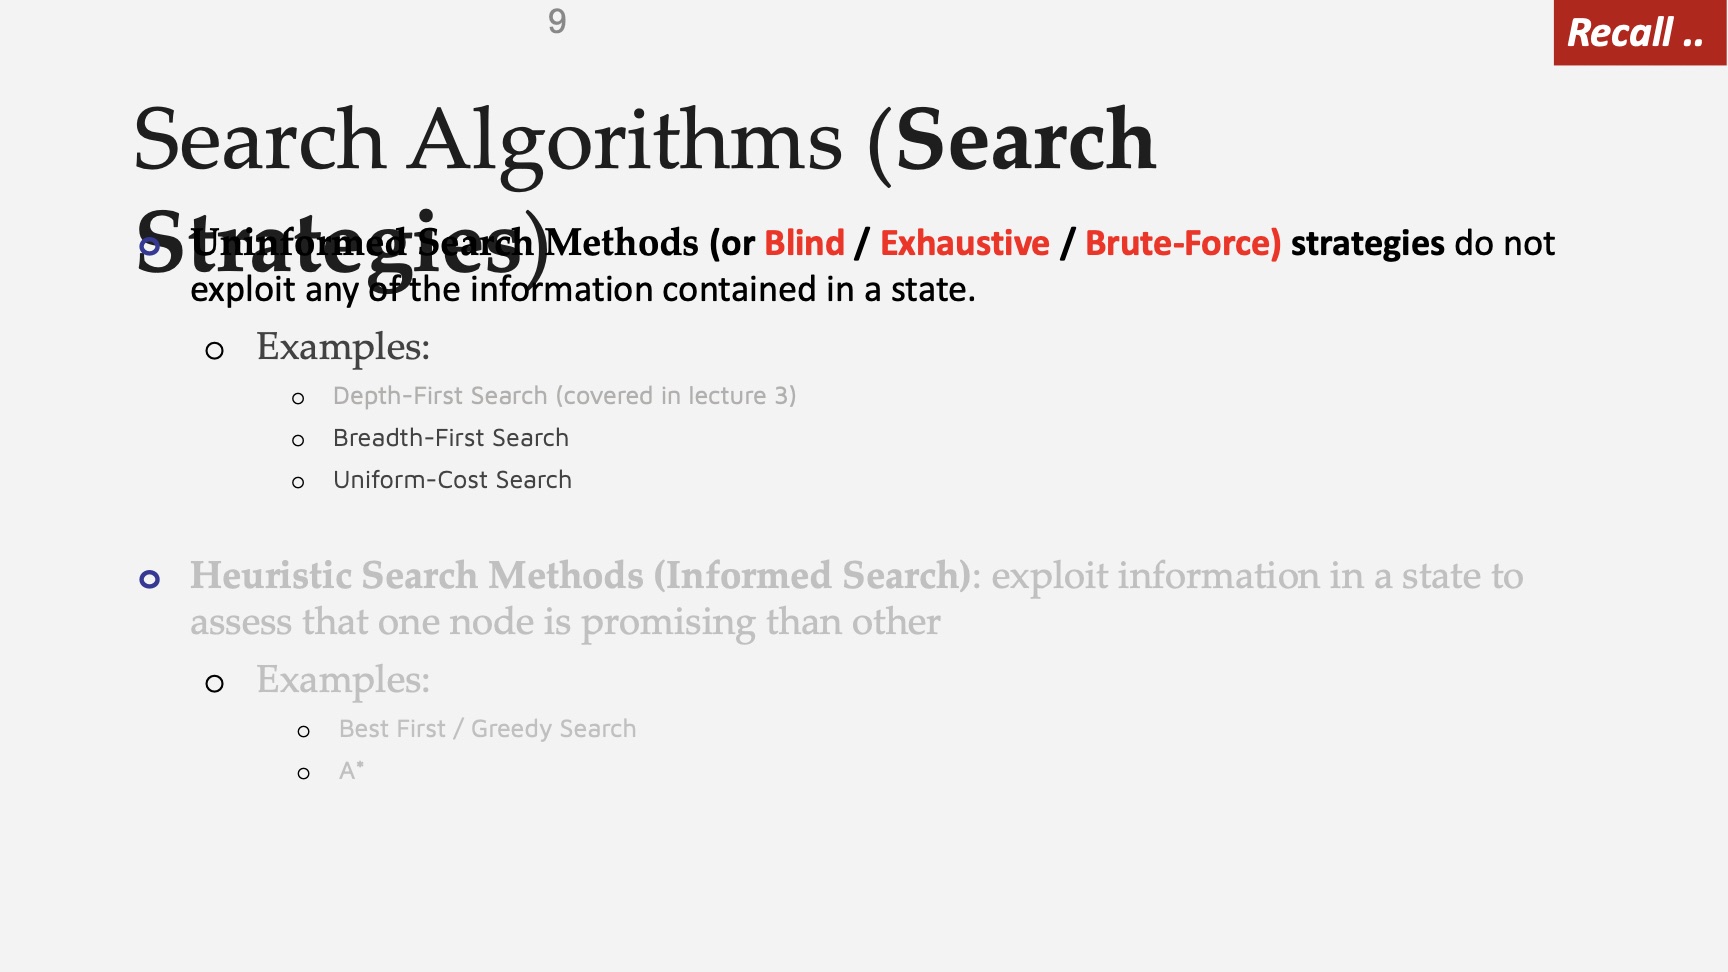 9
Recall ..
Search Algorithms (Search
Strategies)
Uninformed Search Methods (or Blind / Exhaustive / Brute-Force) strategies do not
exploit any of the information contained in a state.
Examples:
Depth-First Search (covered in lecture 3)
Breadth-First Search
Uniform-Cost Search
Heuristic Search Methods (Informed Search): exploit information in a state to
assess that one node is promising than other
Examples:
Best First / Greedy Search
A*